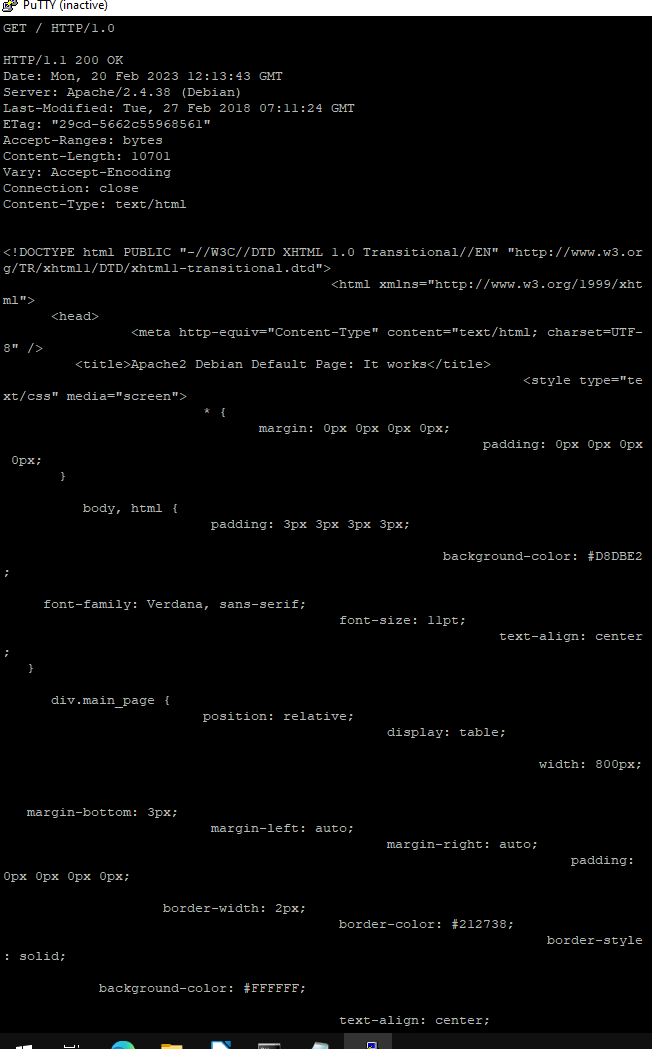 PuTTY (inactive)
GET / HTTP/1.0
HTTP/1.1 200 OK
Date: Mon, 20 Feb 2023 12:13:43 GMT
Server: Apache/2.4.38 (Debian)
Last-Modified: Tue, 27 Feb 2018 07:11:24 GMT
ETag: "29cd-5662c55968561"
Accept-Ranges: bytes
Content-Length: 10701
Vary: Accept-Encoding
Connection: close
Content-Type: text/html
<!DOCTYPE html PUBLIC "-//W3C//DTD XHTML 1.0 Transitional//EN" "http://www.w3.or
g/TR/xhtml1/DTD/xhtml1-transitional.dtd">
<html xmlns="http://www.w3.org/1999/xht
ml">
<head>
<meta http-equiv="Content-Type" content="text/html; charset=UTF-
8" />
<title>Apache2 Debian Default Page: It works</title>
<style type="te
xt/css" media="screen">
* {
margin: 0px 0px 0px 0px;
padding: 0px 0px 0px
0px;
}
body, html {
padding: 3px 3px 3px 3px;
background-color: #D8DBE2
;
font-family: Verdana, sans-serif;
font-size: 11pt;
text-align: center
;
}
div.main_page {
position: relative;
display: table;
width: 800px;
margin-bottom: 3px;
margin-left: auto;
margin-right: auto;
padding:
0px 0px 0px 0px;
border-width: 2px;
border-color: #212738;
border-style
: solid;
background-color: #FFFFFF;
text-align: center;